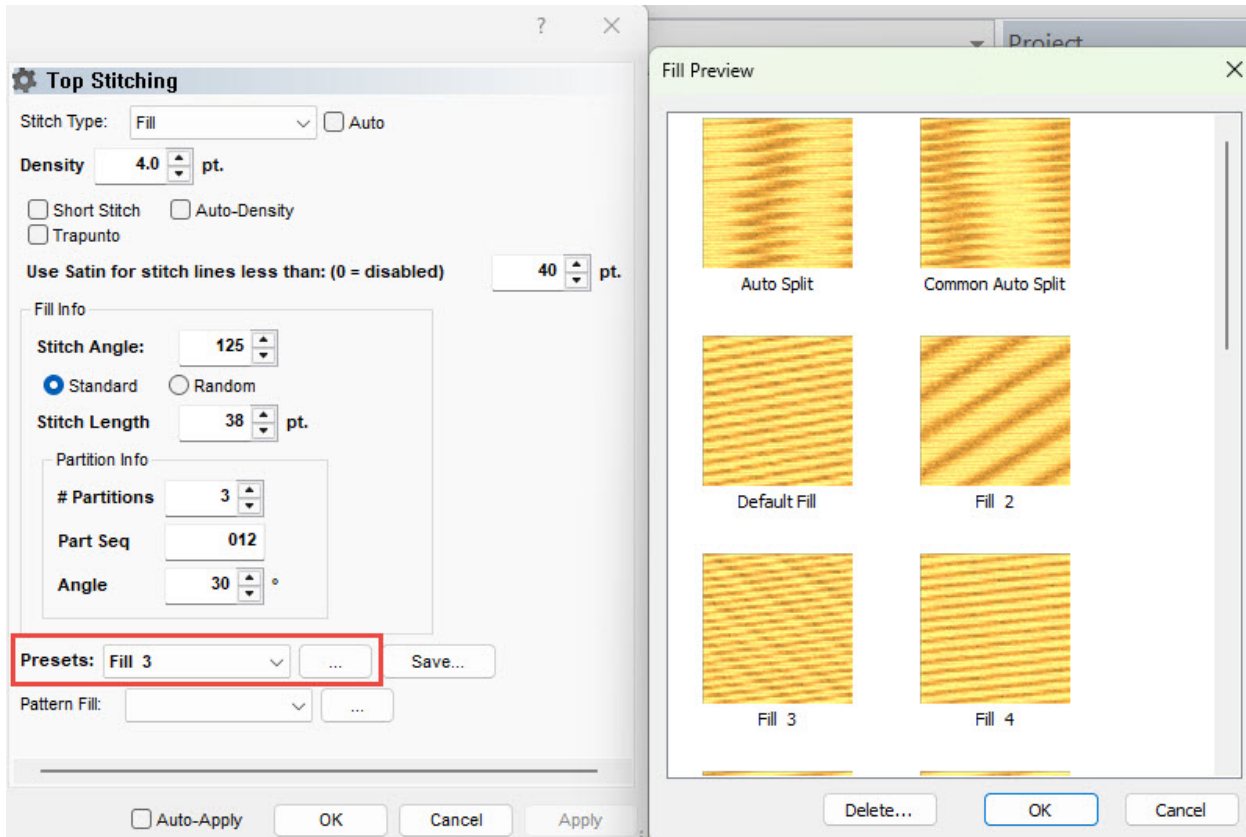 ?
Top Stitching
Stitch Type: Fill Auto
Density 4.0 pt.
Short Stitch Auto-Density
Trapunto
Use Satin for stitch lines less than: (0 = disabled) 40 pt.
Fill Info
Stitch Angle: 125
Standard Random
Stitch Length 38 pt.
Partition Info
# Partitions 3
Part Seq 012
Angle 30 °
Presets: Fill 3 ... Save...
Pattern Fill: ...
Auto-Apply OK Cancel Apply
Project
Fill Preview
Auto Split Common Auto Split
Default Fill Fill 2
Fill 3 Fill 4
Delete... OK Cancel